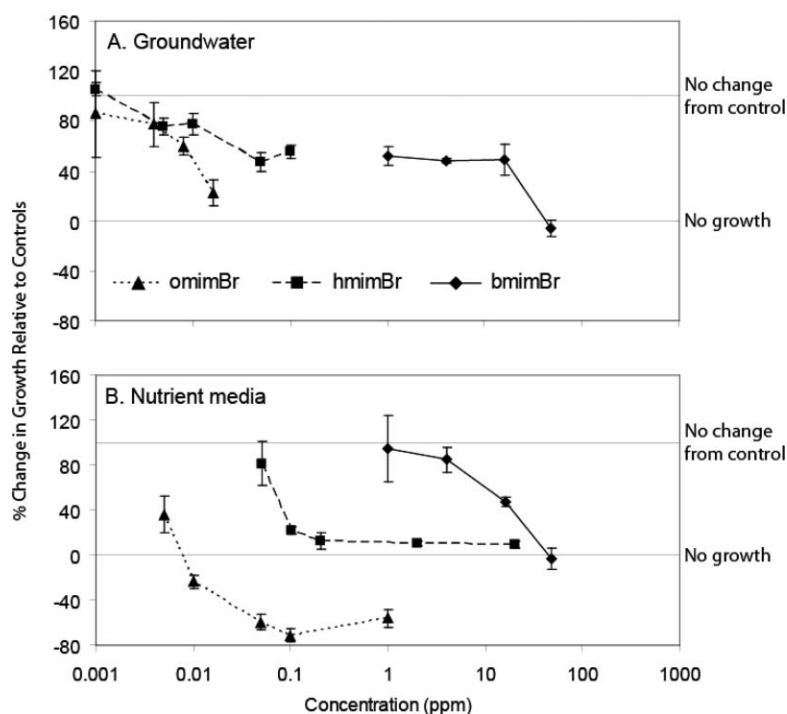 160
A. Groundwater
120
No change
from control
80
40
0
No growth
omimBr
hmimBr
bmimBr
-40
-80
% Change in Growth Relative to Controls
160
B. Nutrient media
120
No change
from control
80
40
0
No growth
-40
-80
0.001
0.01
0.1
1
10
100
1000
Concentration (ppm)